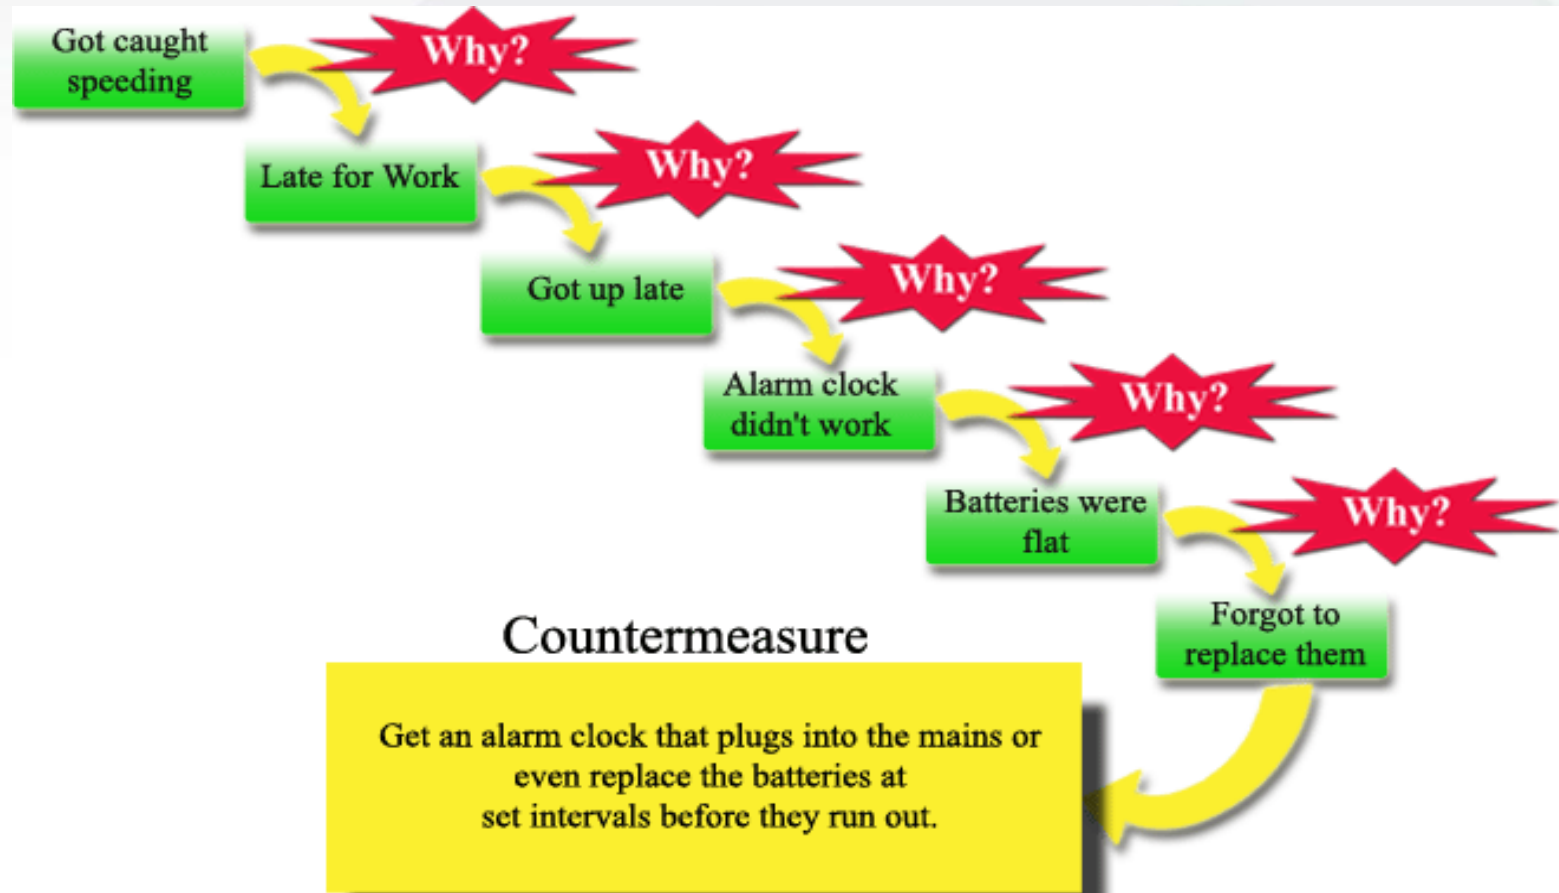 Got caught
speeding
Why?
Late for Work
Why?
Got up late
Why?
Alarm clock
didn't work
Why?
Batteries were
flat
Why?
Forgot to
replace them
Countermeasure
Get an alarm clock that plugs into the mains or
even replace the batteries at
set intervals before they run out.